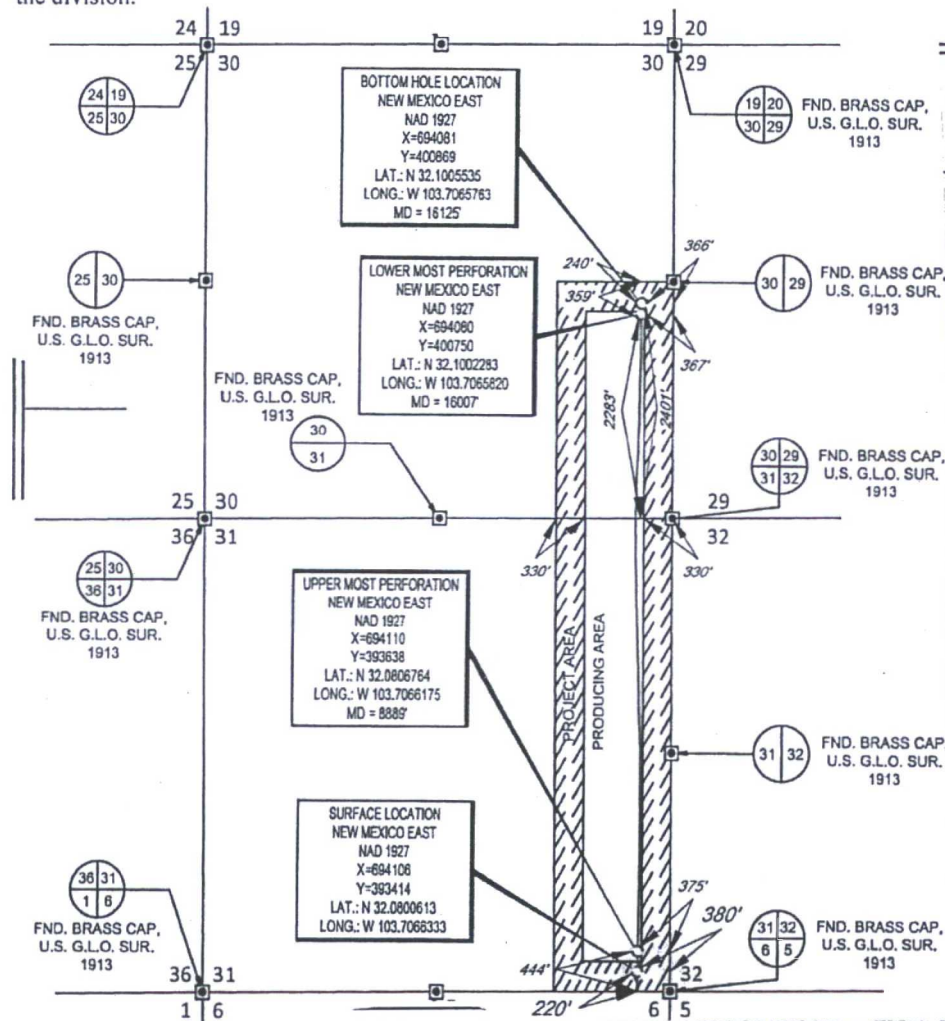 the division.
24 19
25 30
19 20
30 29
24 19
25 30
BOTTOM HOLE LOCATION
NEW MEXICO EAST
NAD 1927
X=694081
Y=400869
LAT.: N 32.1005535
LONG.: W 103.7065763
MD = 16125'
19 20
30 29
FND. BRASS CAP,
U.S. G.L.O. SUR.
1913
25 30
FND. BRASS CAP,
U.S. G.L.O. SUR.
1913
LOWER MOST PERFORATION
NEW MEXICO EAST
NAD 1927
X=694080
Y=400750
LAT.: N 32.1002283
LONG.: W 103.7065820
MD = 16007'
240'
359'
366'
367'
30 29
FND. BRASS CAP,
U.S. G.L.O. SUR.
1913
FND. BRASS CAP,
U.S. G.L.O. SUR.
1913
30
31
2283'
2401'
30 29
31 32
FND. BRASS CAP,
U.S. G.L.O. SUR.
1913
25 30
36 31
29
32
25 30
36 31
FND. BRASS CAP,
U.S. G.L.O. SUR.
1913
330'
330'
UPPER MOST PERFORATION
NEW MEXICO EAST
NAD 1927
X=694110
Y=393638
LAT.: N 32.0806764
LONG.: W 103.7066175
MD = 8889'
PROJECT AREA
PRODUCING AREA
31 32
FND. BRASS CAP,
U.S. G.L.O. SUR.
1913
SURFACE LOCATION
NEW MEXICO EAST
NAD 1927
X=694106
Y=393414
LAT.: N 32.0800613
LONG.: W 103.7066333
36 31
1 6
FND. BRASS CAP,
U.S. G.L.O. SUR.
1913
375'
380'
444'
220'
31 32
6 5
FND. BRASS CAP,
U.S. G.L.O. SUR.
1913
36 31
1 6
32
6 5